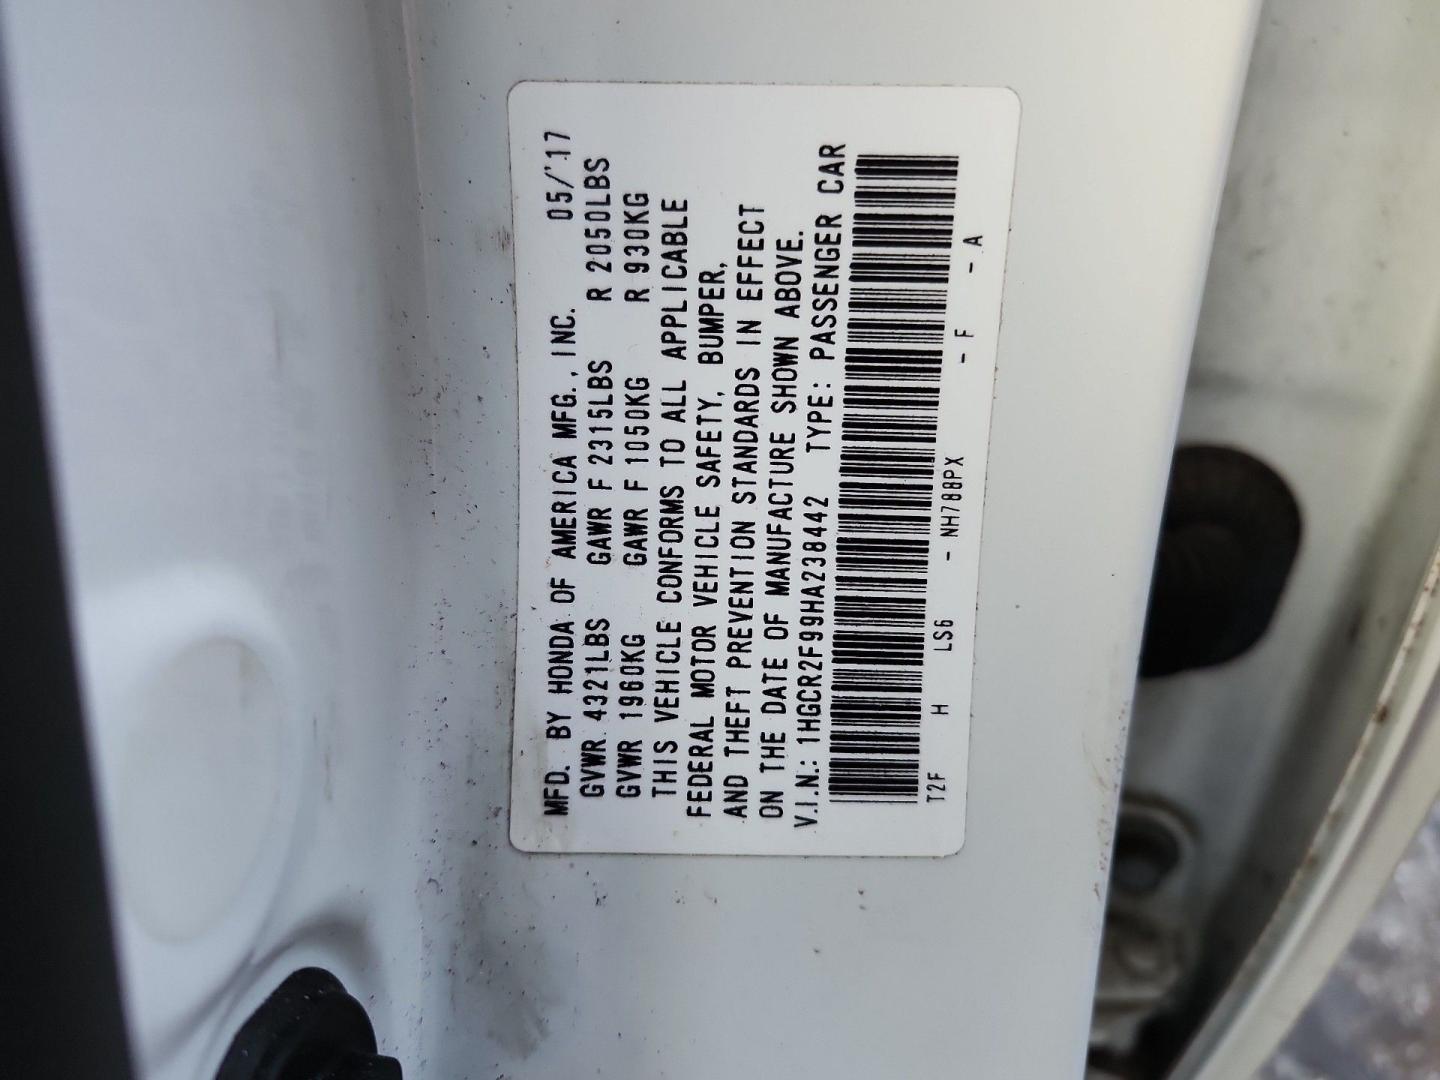 MFD. BY HONDA OF AMERICA MFG., INC. 05/'17
GVWR 4321LBS GAWR F 2315LBS R 2050LBS
GVWR 1960KG GAWR F 1050KG R 930KG
THIS VEHICLE CONFORMS TO ALL APPLICABLE
FEDERAL MOTOR VEHICLE SAFETY, BUMPER,
AND THEFT PREVENTION STANDARDS IN EFFECT
ON THE DATE OF MANUFACTURE SHOWN ABOVE.
V.I.N.: 1HGCR2F99HA238442 TYPE: PASSENGER CAR
T2F H LS6 - NH788PX - F - A